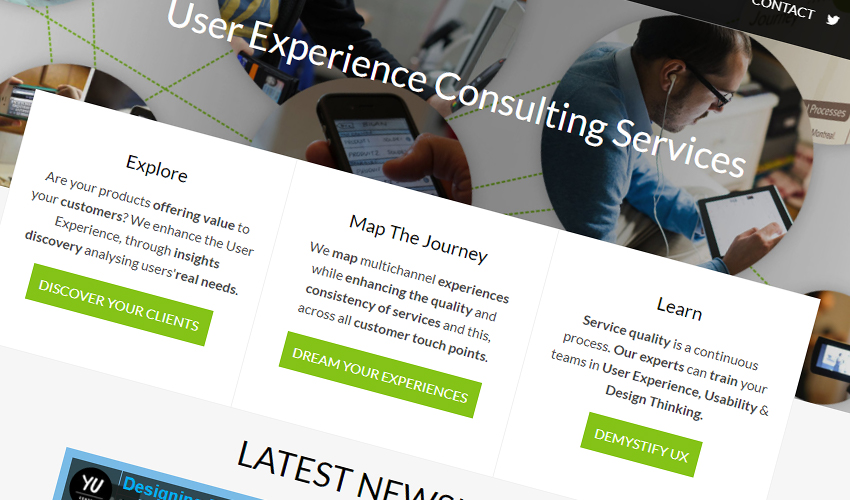 CONTACT
User Experience Consulting Services
Processes
Montreal.
Explore
Are your products offering value to
your customers? We enhance the User
Experience, through insights
discovery analysing users'real needs.
DISCOVER YOUR CLIENTS
Map The Journey
We map multichannel experiences
while enhancing the quality and
consistency of services and this,
across all customer touch points.
DREAM YOUR EXPERIENCES
Learn
Service quality is a continuous
process. Our experts can train your
teams in User Experience, Usability &
Design Thinking.
DEMYSTIFY UX
LATEST NEWS
YU
Designing